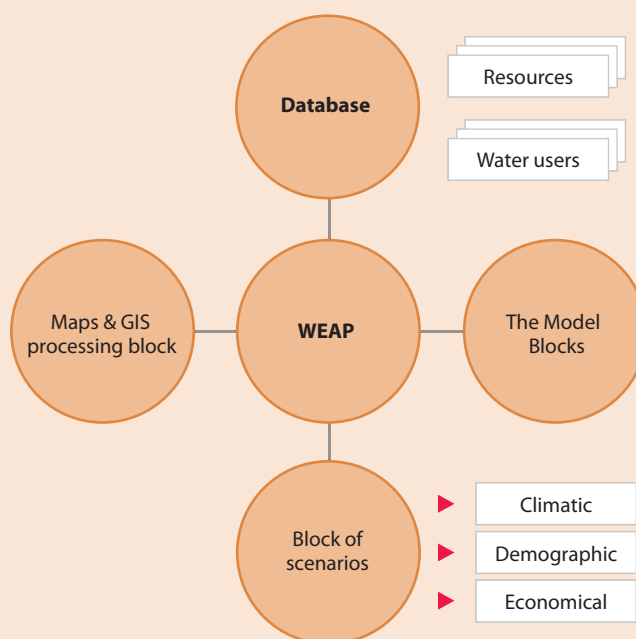 Database
Resources
Water users
Maps & GIS
processing block
WEAP
The Model
Blocks
Block of
scenarios
Climatic
Demographic
Economical